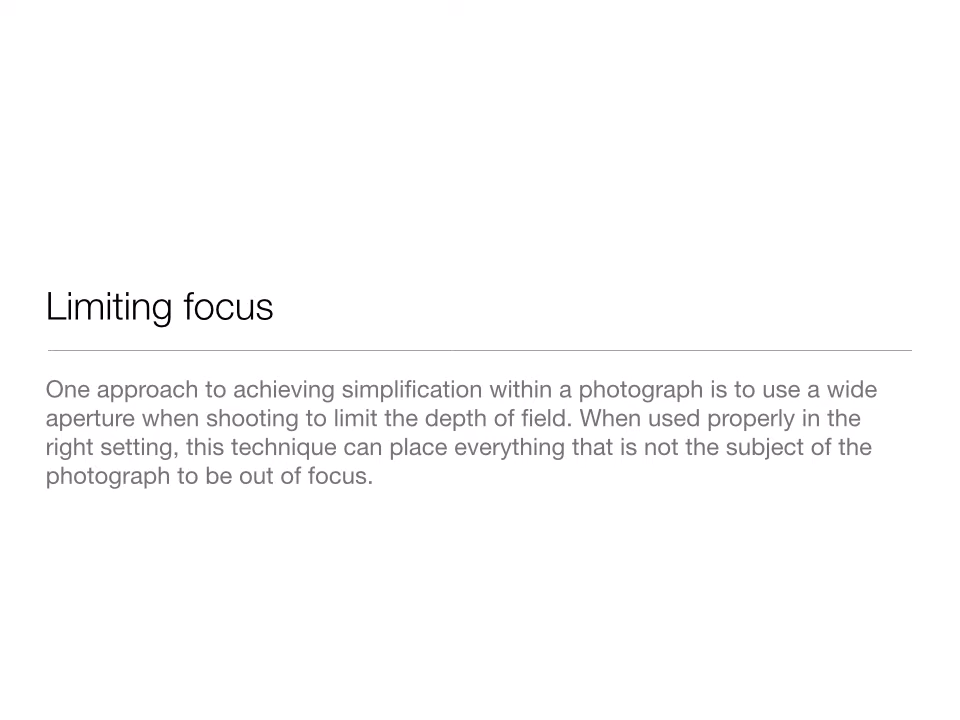 Limiting focus
One approach to achieving simplification within a photograph is to use a wide
aperture when shooting to limit the depth of field. When used properly in the
right setting, this technique can place everything that is not the subject of the
photograph to be out of focus.